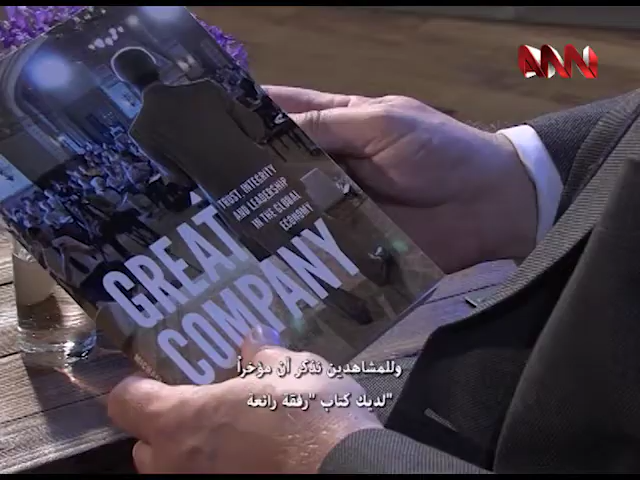 ANN
TRUST, INTEGRITY
AND LEADERSHIP
IN THE GLOBAL
ECONOMY
GREAT
COMPANY
وللمشاهدين نذكر أن مؤخراً
لديك كتاب "رفقة رائعة"